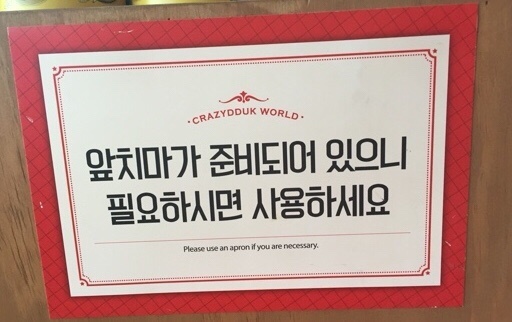 · CRAZYDDUK WORLD ·
앞치마가 준비되어 있으니
필요하시면 사용하세요
Please use an apron if you are necessary.